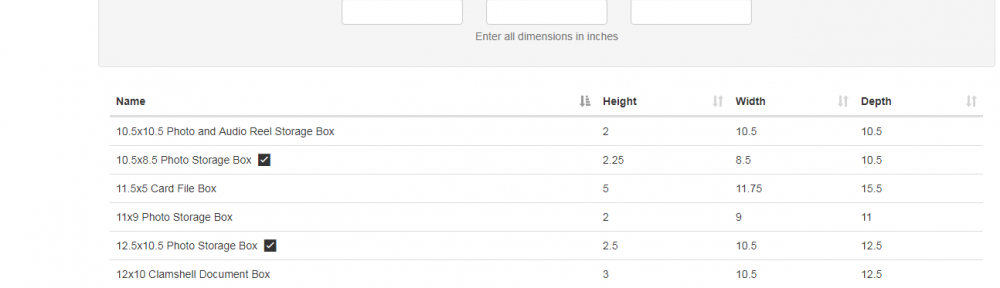 Enter all dimensions in inches
Name Height Width Depth
10.5x10.5 Photo and Audio Reel Storage Box 2 10.5 10.5
10.5x8.5 Photo Storage Box 2.25 8.5 10.5
11.5x5 Card File Box 5 11.75 15.5
11x9 Photo Storage Box 2 9 11
12.5x10.5 Photo Storage Box 2.5 10.5 12.5
12x10 Clamshell Document Box 3 10.5 12.5